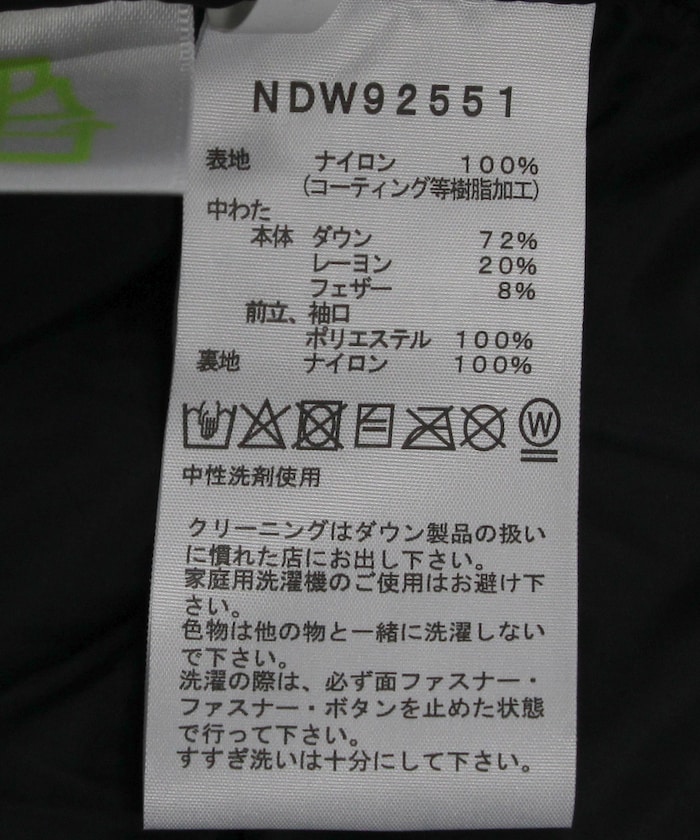 NDW92551
表地 ナイロン 100%
(コーティング等樹脂加工)
中わた
本体 ダウン 72%
レーヨン 20%
フェザー 8%
前立、袖口
ポリエステル 100%
裏地 ナイロン 100%
W
中性洗剤使用
クリーニングはダウン製品の扱い
に慣れた店にお出し下さい。
家庭用洗濯機のご使用はお避け下
さい。
色物は他の物と一緒に洗濯しない
で下さい。
洗濯の際は、必ず面ファスナー・
ファスナー・ボタンを止めた状態
で行って下さい。
すすぎ洗いは十分にして下さい。